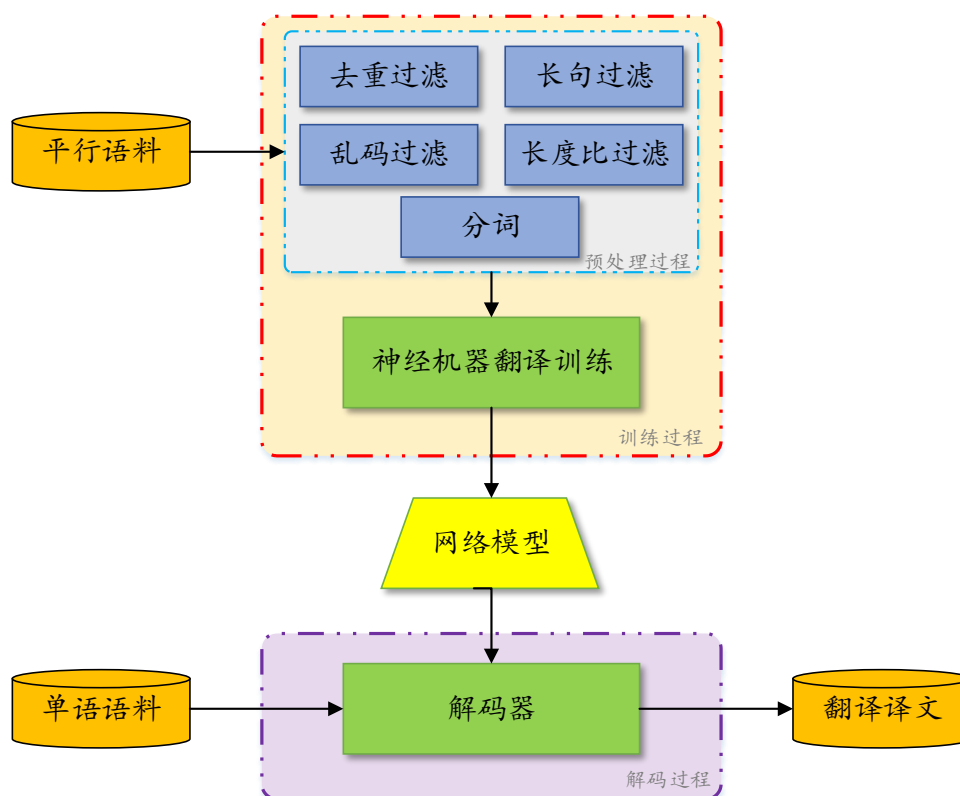 去重过滤
长句过滤
平行语料
乱码过滤
长度比过滤
分词
预处理过程
神经机器翻译训练
训练过程
网络模型
单语语料
解码器
翻译译文
解码过程